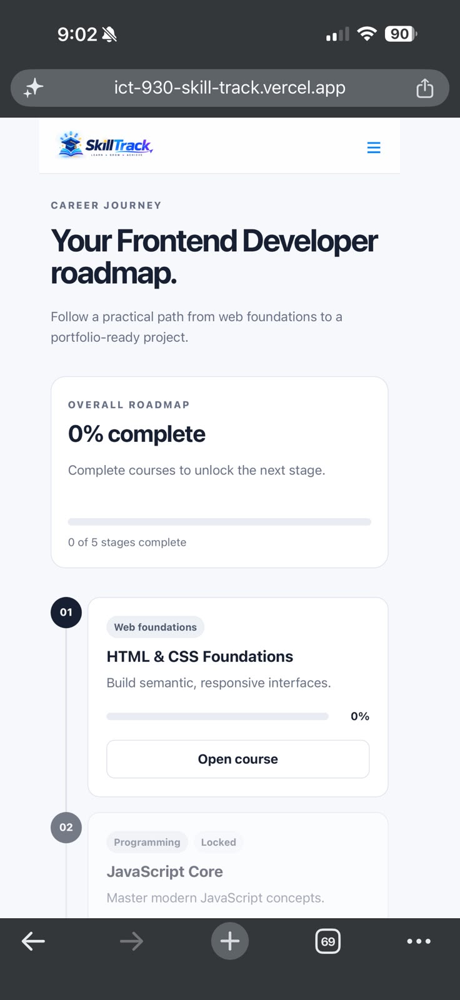 9:02
90
ict-930-skill-track.vercel.app
SkillTrack
LEARN • GROW • ACHIEVE
CAREER JOURNEY
Your Frontend Developer
roadmap.
Follow a practical path from web foundations to a
portfolio-ready project.
OVERALL ROADMAP
0% complete
Complete courses to unlock the next stage.
0 of 5 stages complete
01
Web foundations
HTML & CSS Foundations
Build semantic, responsive interfaces.
0%
Open course
02
Programming Locked
JavaScript Core
Master modern JavaScript concepts.
69